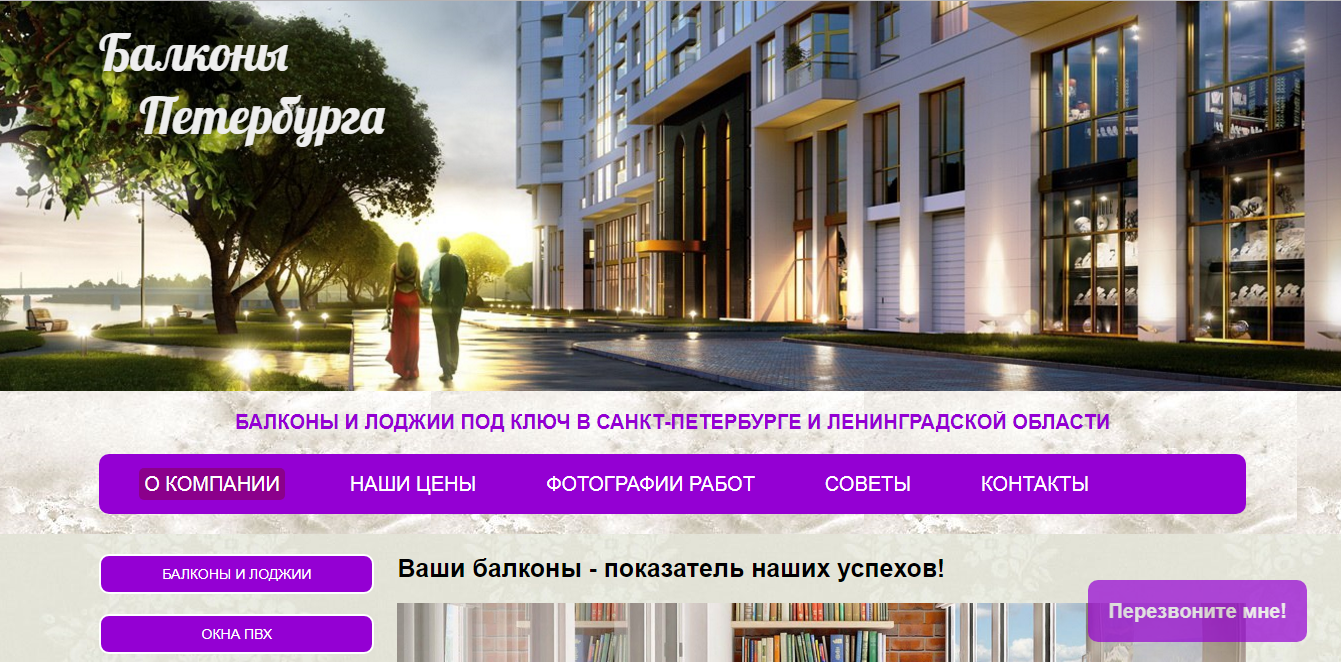 Балконы
Петербурга
БАЛКОНЫ И ЛОДЖИИ ПОД КЛЮЧ В САНКТ-ПЕТЕРБУРГЕ И ЛЕНИНГРАДСКОЙ ОБЛАСТИ
О КОМПАНИИ НАШИ ЦЕНЫ ФОТОГРАФИИ РАБОТ СОВЕТЫ КОНТАКТЫ
БАЛКОНЫ И ЛОДЖИИ
Ваши балконы - показатель наших успехов!
Перезвоните мне!
ОКНА ПВХ